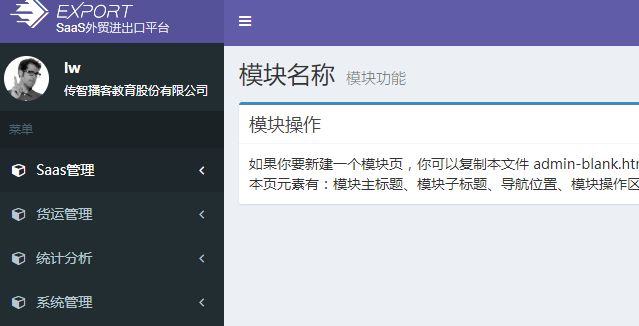 EXPORT
SaaS外贸进出口平台
lw
传智播客教育股份有限公司
菜单
Saas管理
货运管理
统计分析
系统管理
模块名称 模块功能
模块操作
如果你要新建一个模块页，你可以复制本文件 admin-blank.htm
本页元素有：模块主标题、模块子标题、导航位置、模块操作区